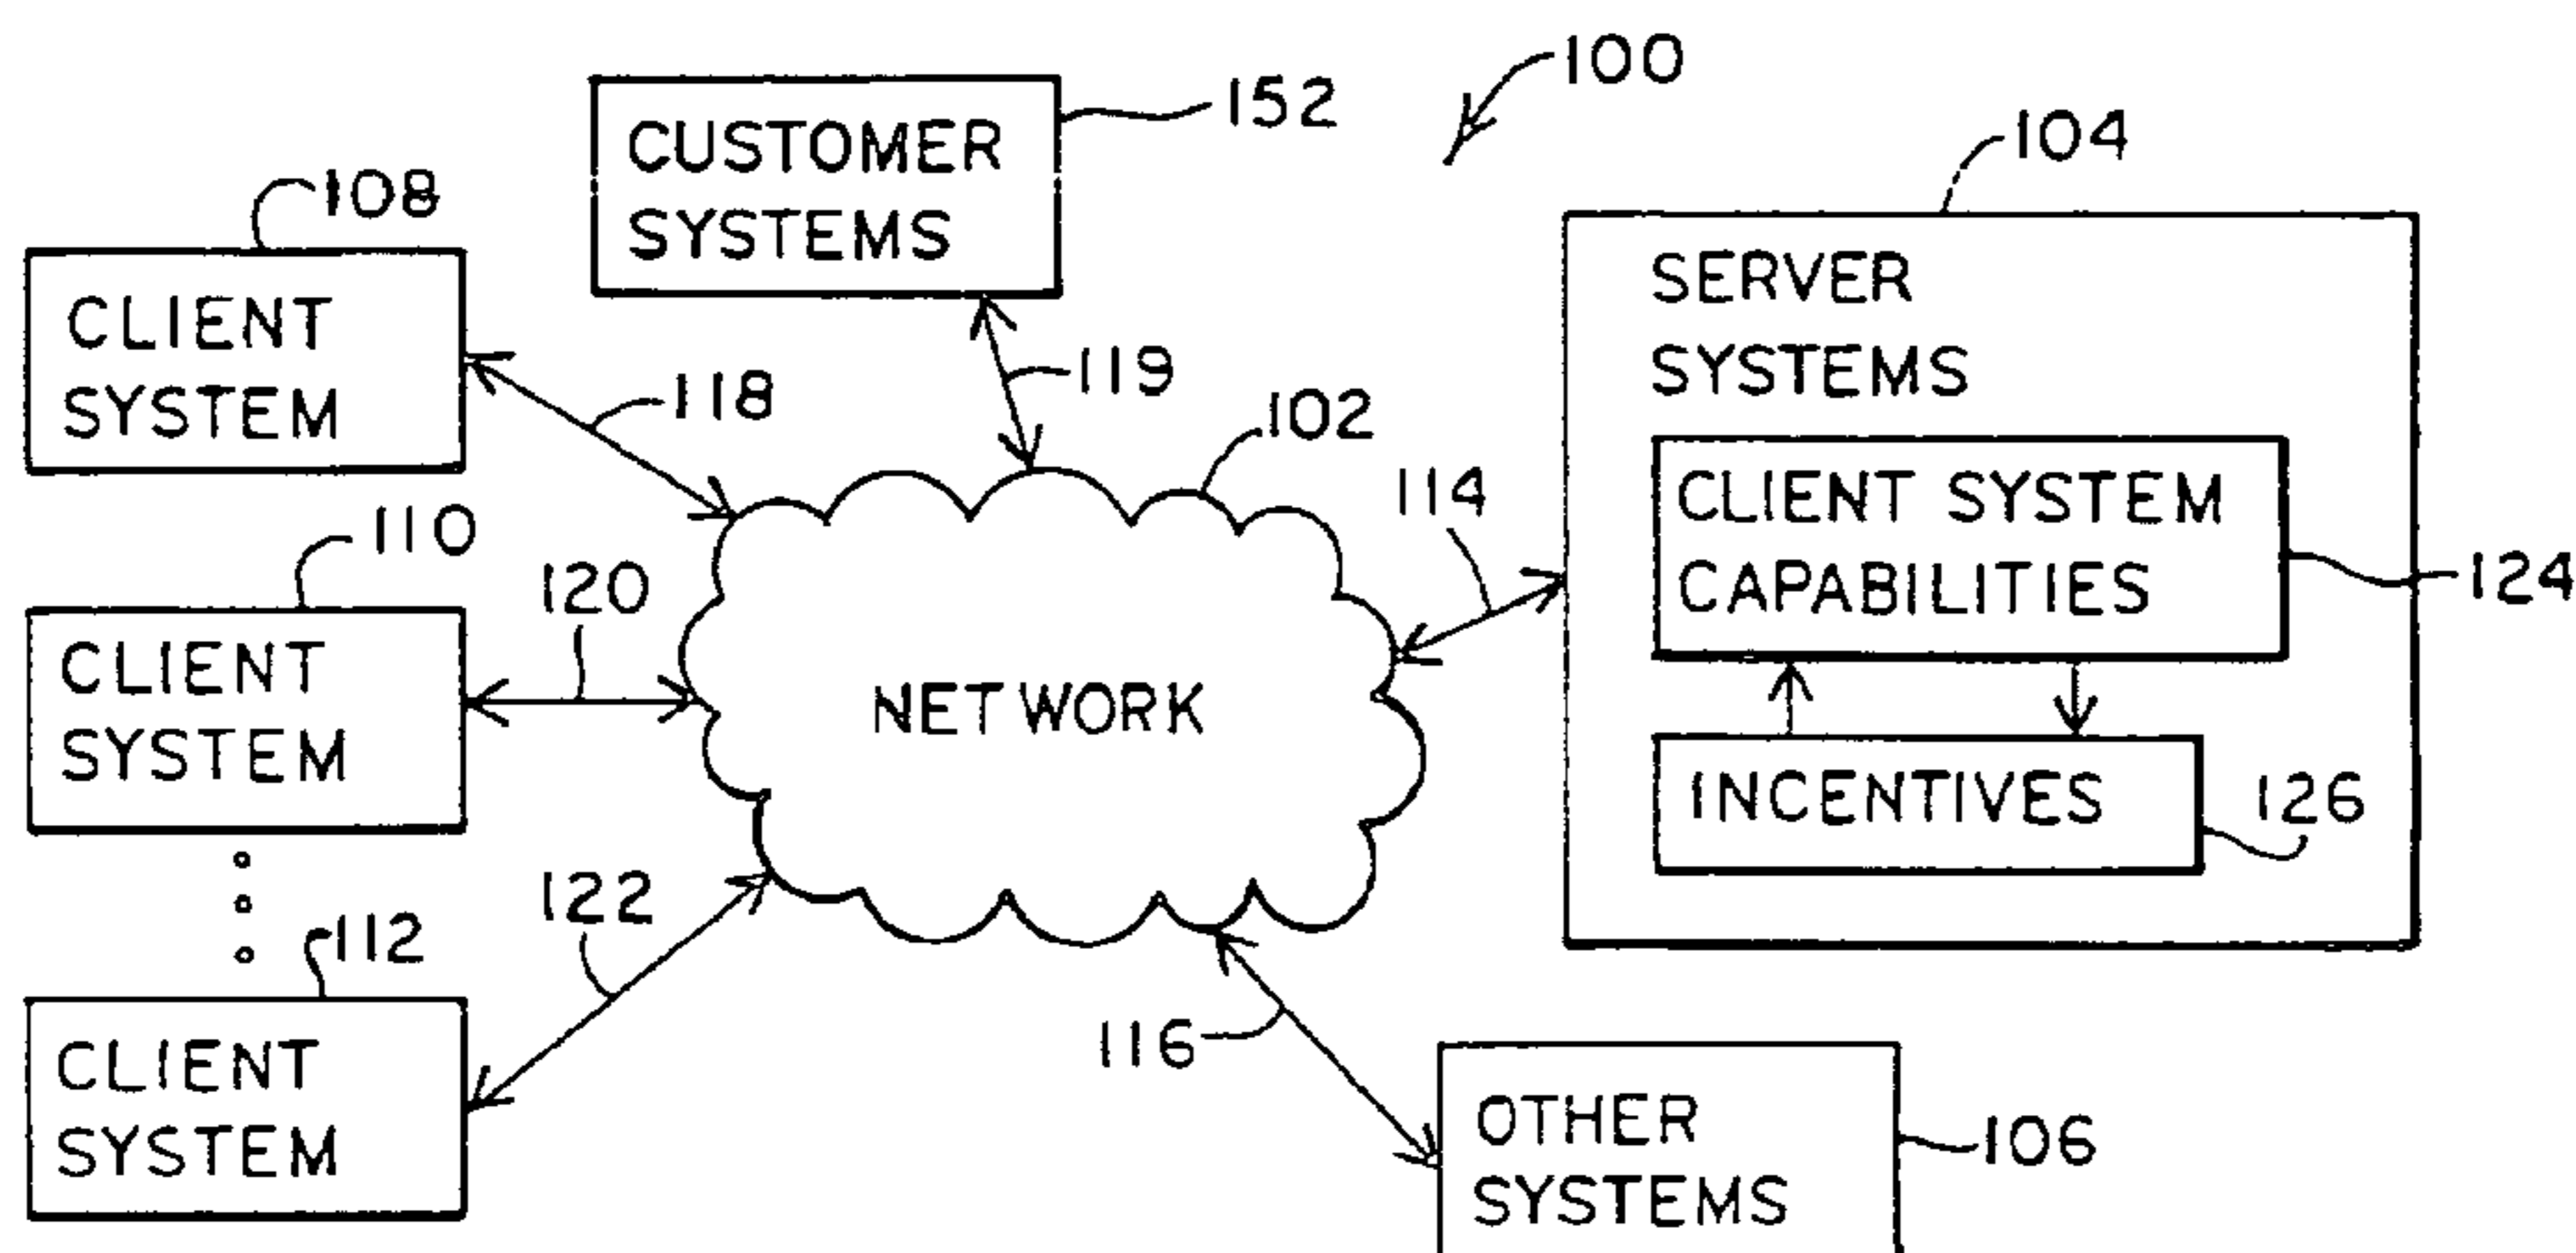 100
152
CUSTOMER
SYSTEMS
104
108
CLIENT
SYSTEM
SERVER
SYSTEMS
119
118
102
114
CLIENT SYSTEM
CAPABILITIES
124
110
120
CLIENT
SYSTEM
NETWORK
INCENTIVES
126
122
112
CLIENT
SYSTEM
116
OTHER
SYSTEMS
106